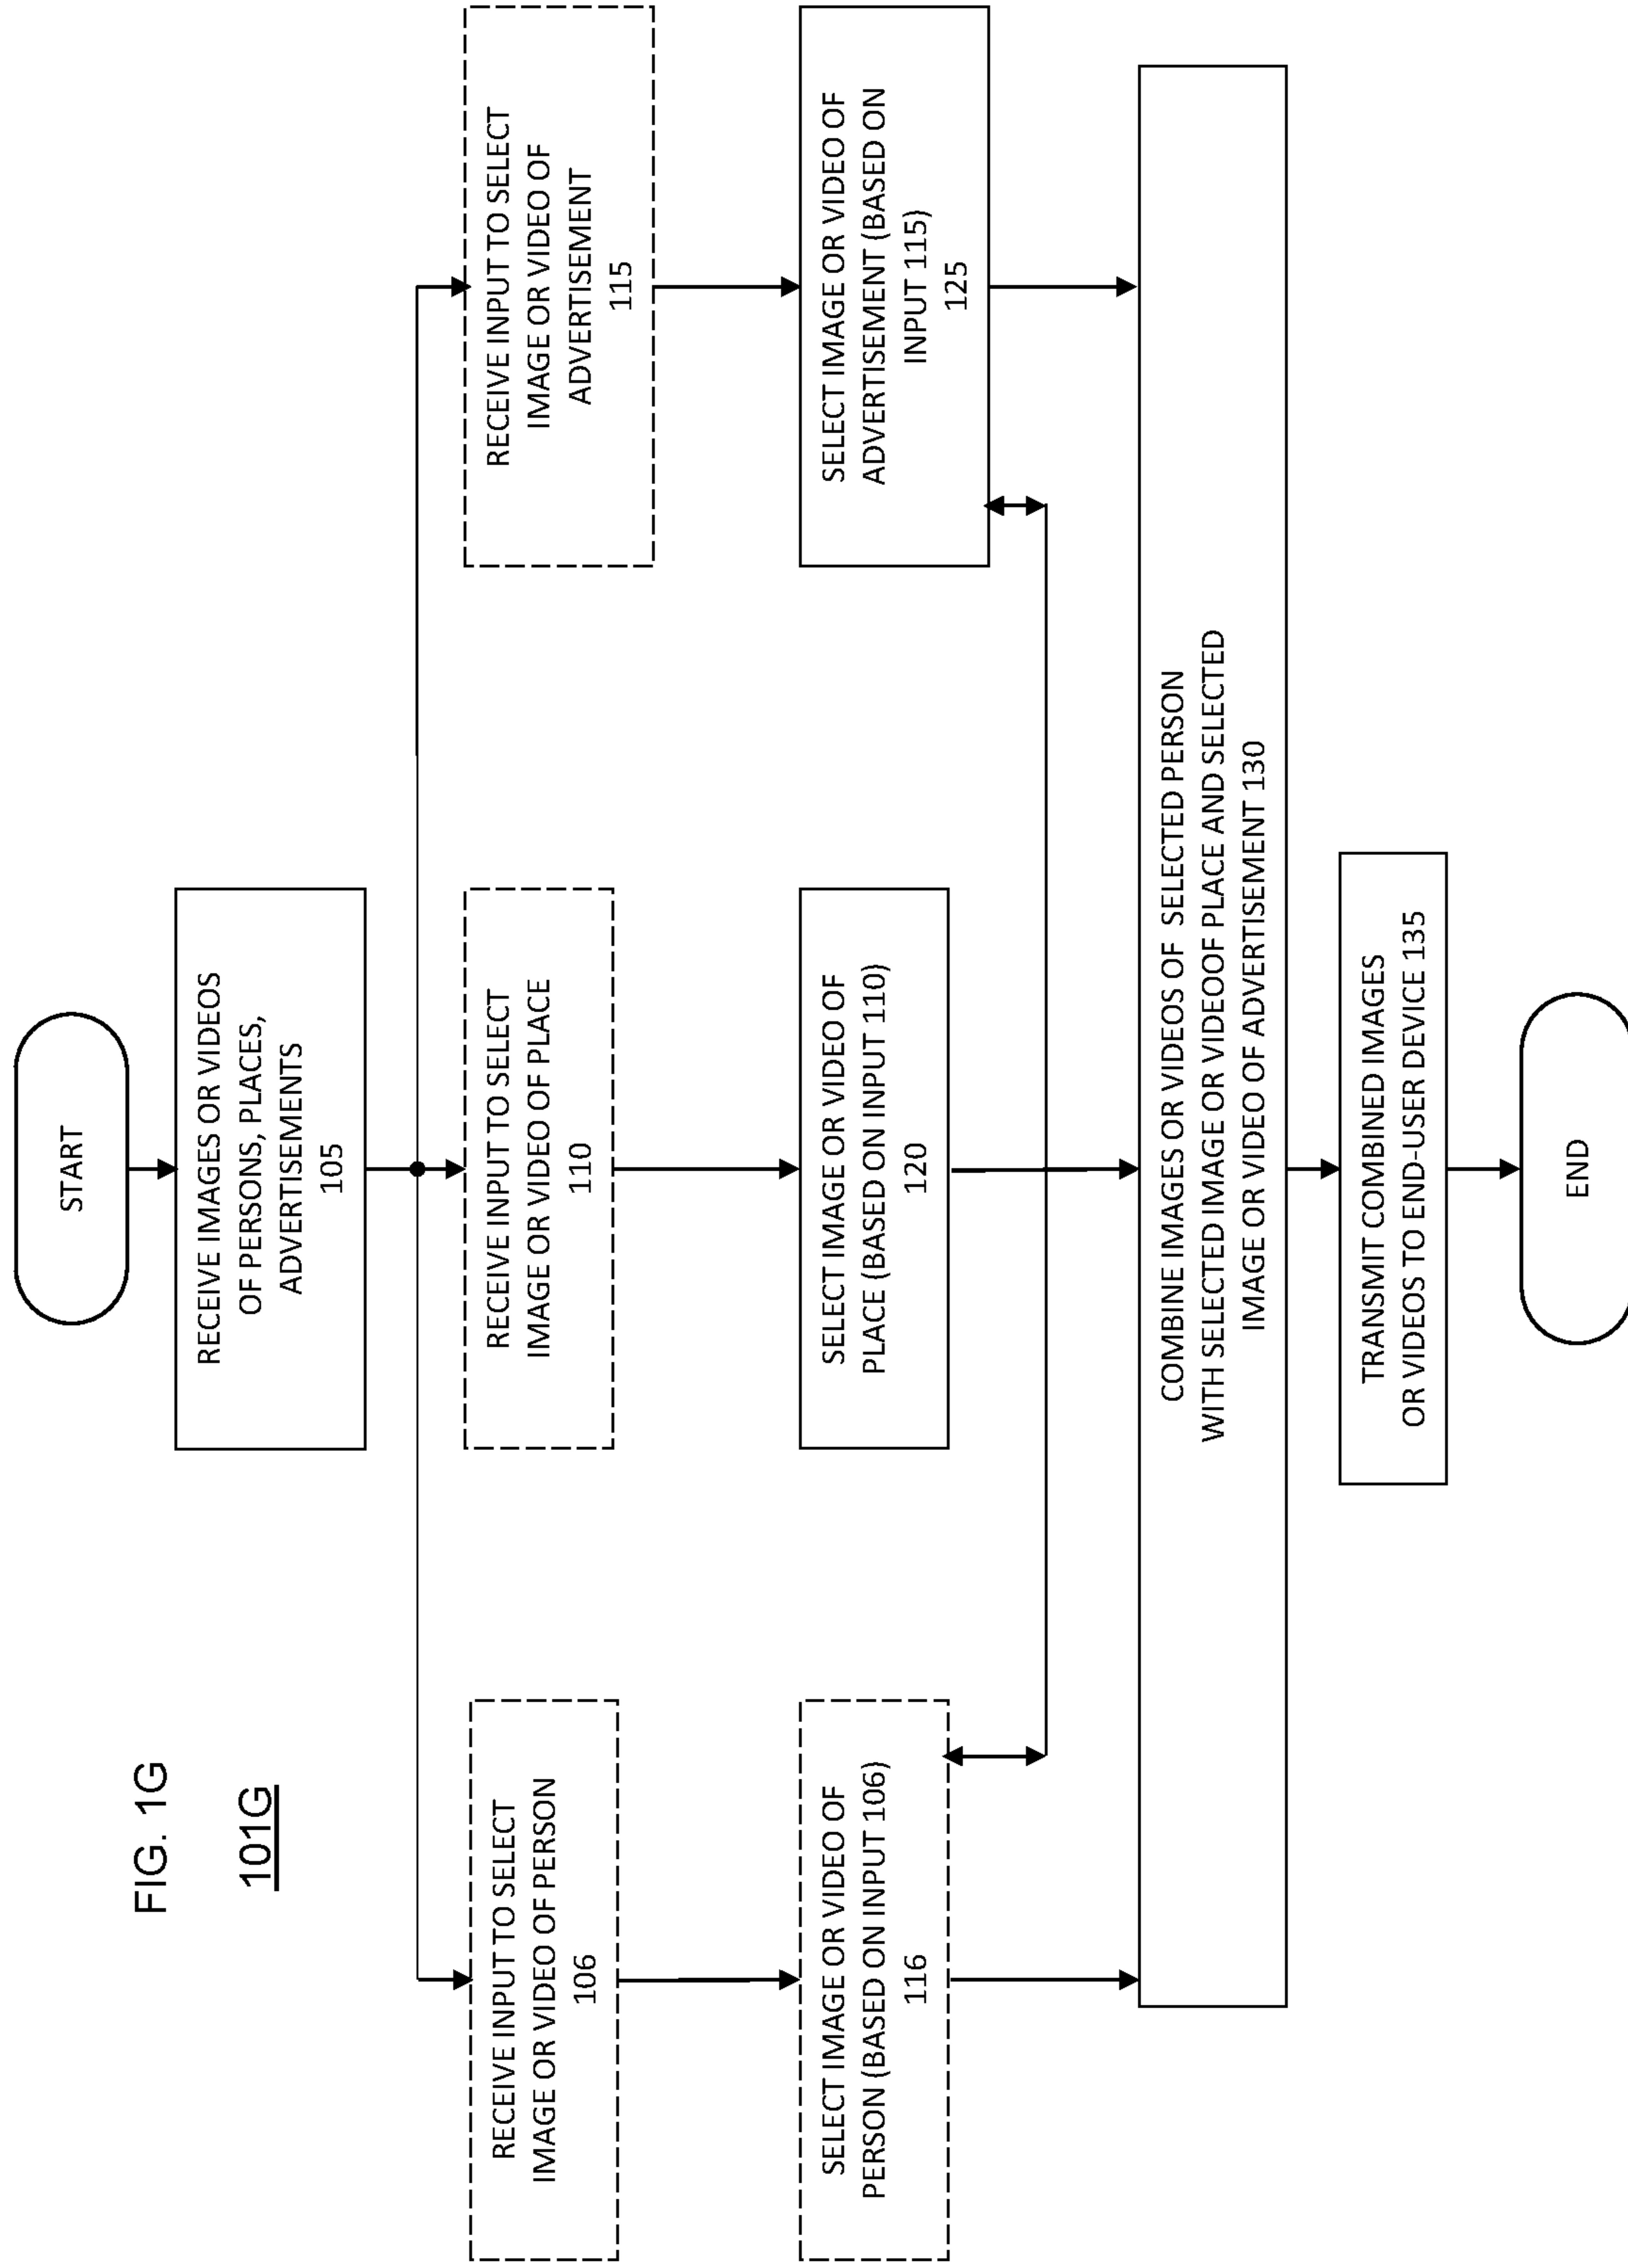 FIG. 1G
101G
START
RECEIVE IMAGES OR VIDEOS
OF PERSONS, PLACES,
ADVERTISEMENTS
105
RECEIVE INPUT TO SELECT
IMAGE OR VIDEO OF PERSON
106
RECEIVE INPUT TO SELECT
IMAGE OR VIDEO OF PLACE
110
RECEIVE INPUT TO SELECT
IMAGE OR VIDEO OF
ADVERTISEMENT
115
SELECT IMAGE OR VIDEO OF
PERSON (BASED ON INPUT 106)
116
SELECT IMAGE OR VIDEO OF
PLACE (BASED ON INPUT 110)
120
SELECT IMAGE OR VIDEO OF
ADVERTISEMENT (BASED ON
INPUT 115)
125
COMBINE IMAGES OR VIDEOS OF SELECTED PERSON
WITH SELECTED IMAGE OR VIDEOOF PLACE AND SELECTED
IMAGE OR VIDEO OF ADVERTISEMENT 130
TRANSMIT COMBINED IMAGES
OR VIDEOS TO END-USER DEVICE 135
END